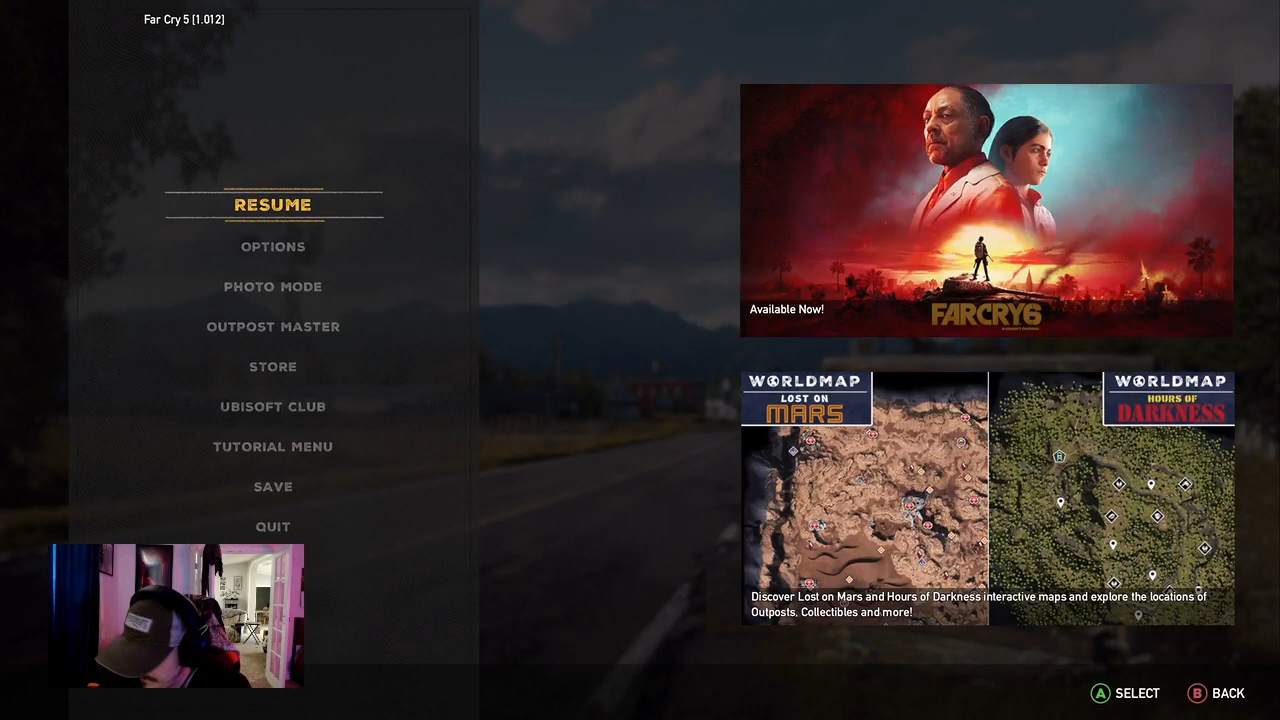 Far Cry 5 [1.012]
RESUME
OPTIONS
PHOTO MODE
OUTPOST MASTER
STORE
UBISOFT CLUB
TUTORIAL MENU
SAVE
QUIT
Available Now!
FARCRY6
WORLDMAP
LOST ON
MARS
WORLDMAP
HOURS OF
DARKNESS
Discover Lost on Mars and Hours of Darkness interactive maps and explore the locations of
Outposts, Collectibles and more!
A SELECT
B BACK